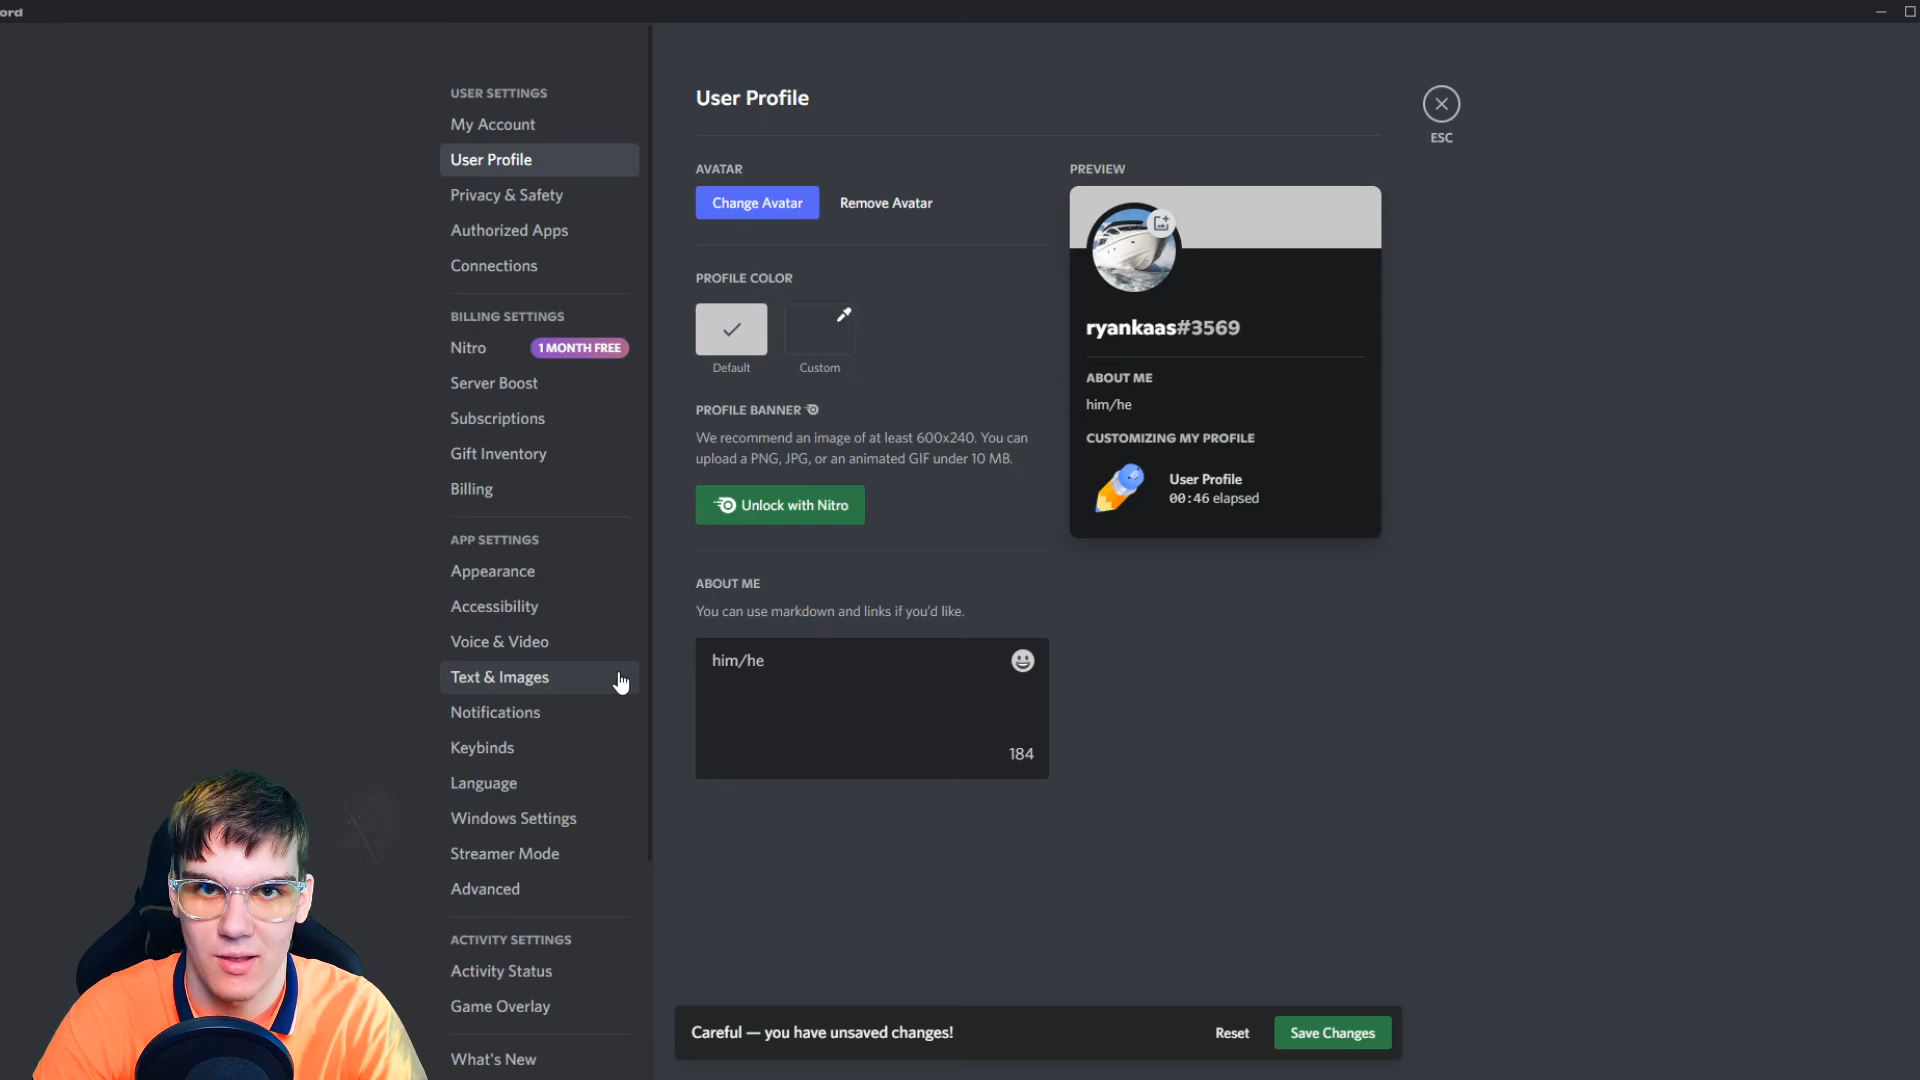 ord
USER SETTINGS
My Account
User Profile
Privacy & Safety
Authorized Apps
Connections
BILLING SETTINGS
Nitro
1 MONTH FREE
Server Boost
Subscriptions
Gift Inventory
Billing
APP SETTINGS
Appearance
Accessibility
Voice & Video
Text & Images
Notifications
Keybinds
Language
Windows Settings
Streamer Mode
Advanced
ACTIVITY SETTINGS
Activity Status
Game Overlay
What's New
User Profile
AVATAR
Change Avatar
Remove Avatar
PROFILE COLOR
Default
Custom
PROFILE BANNER
We recommend an image of at least 600x240. You can
upload a PNG, JPG, or an animated GIF under 10 MB.
Unlock with Nitro
ABOUT ME
You can use markdown and links if you'd like.
him/he
184
PREVIEW
ryankaas#3569
ABOUT ME
him/he
CUSTOMIZING MY PROFILE
User Profile
00:46 elapsed
ESC
Careful — you have unsaved changes!
Reset
Save Changes